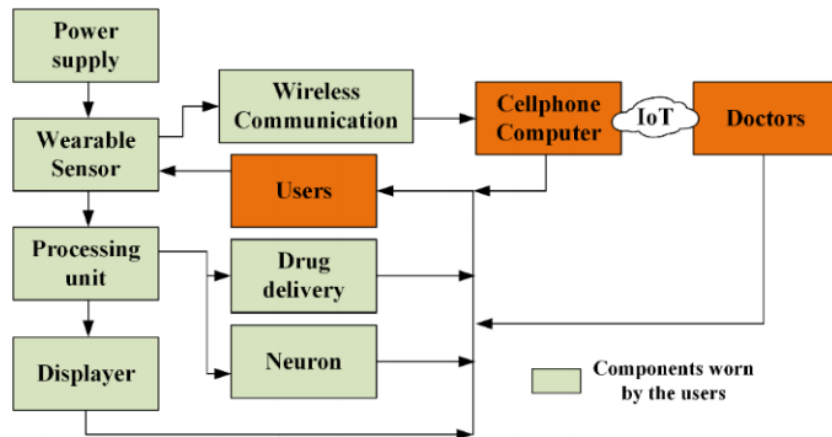 Power
supply
Wireless
Communication
Cellphone
Computer
IoT
Doctors
Wearable
Sensor
Users
Processing
unit
Drug
delivery
Displayer
Neuron
Components worn
by the users